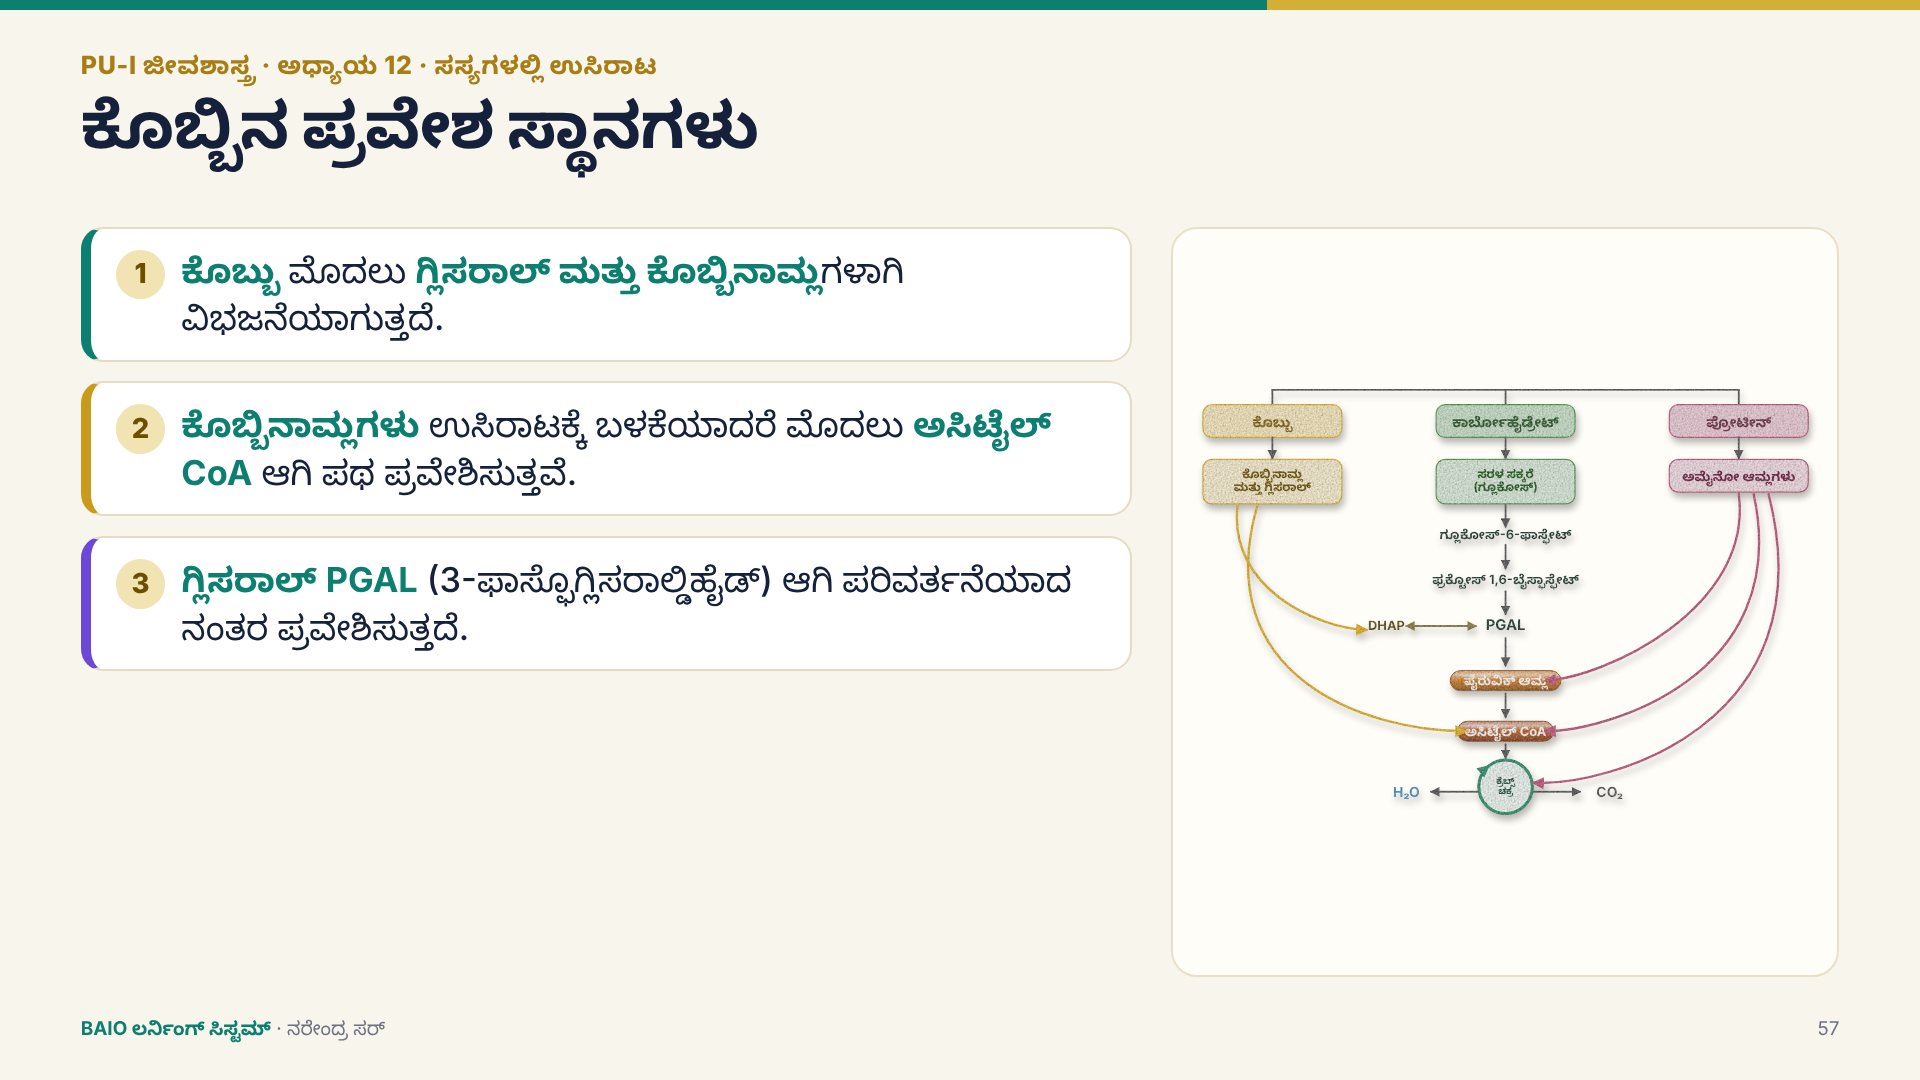 PU-I ಜೀವಶಾಸ್ತ್ರ · ಅಧ್ಯಾಯ 12 · ಸಸ್ಯಗಳಲ್ಲಿ ಉಸಿರಾಟ
ಕೊಬ್ಬಿನ ಪ್ರವೇಶ ಸ್ಥಾನಗಳು
1 ಕೊಬ್ಬು ಮೊದಲು ಗ್ಲಿಸರಾಲ್ ಮತ್ತು ಕೊಬ್ಬಿನಾಮ್ಲಗಳಾಗಿ
ವಿಭಜನೆಯಾಗುತ್ತದೆ.
2 ಕೊಬ್ಬಿನಾಮ್ಲಗಳು ಉಸಿರಾಟಕ್ಕೆ ಬಳಕೆಯಾದರೆ ಮೊದಲು ಅಸಿಟೈಲ್
CoA ಆಗಿ ಪಥ ಪ್ರವೇಶಿಸುತ್ತವೆ.
3 ಗ್ಲಿಸರಾಲ್ PGAL (3-ಫಾಸ್ಫೊಗ್ಲಿಸರಾಲ್ಡಿಹೈಡ್) ಆಗಿ ಪರಿವರ್ತನೆಯಾದ
ನಂತರ ಪ್ರವೇಶಿಸುತ್ತದೆ.
ಕೊಬ್ಬು
ಕಾರ್ಬೋಹೈಡ್ರೇಟ್
ಪ್ರೋಟೀನ್
ಕೊಬ್ಬಿನಾಮ್ಲ
ಮತ್ತು ಗ್ಲಿಸರಾಲ್
ಸರಳ ಸಕ್ಕರೆ
(ಗ್ಲೂಕೋಸ್)
ಅಮೈನೋ ಆಮ್ಲಗಳು
ಗ್ಲೂಕೋಸ್-6-ಫಾಸ್ಫೇಟ್
ಫ್ರಕ್ಟೋಸ್ 1,6-ಬೈಸ್ಫಾಸ್ಫೇಟ್
DHAP
PGAL
ಪೈರುವಿಕ್ ಆಮ್ಲ
ಅಸಿಟೈಲ್ CoA
ಕ್ರೆಬ್ಸ್
ಚಕ್ರ
H₂O
CO₂
BAIO ಲರ್ನಿಂಗ್ ಸಿಸ್ಟಮ್ · ನರೇಂದ್ರ ಸರ್
57